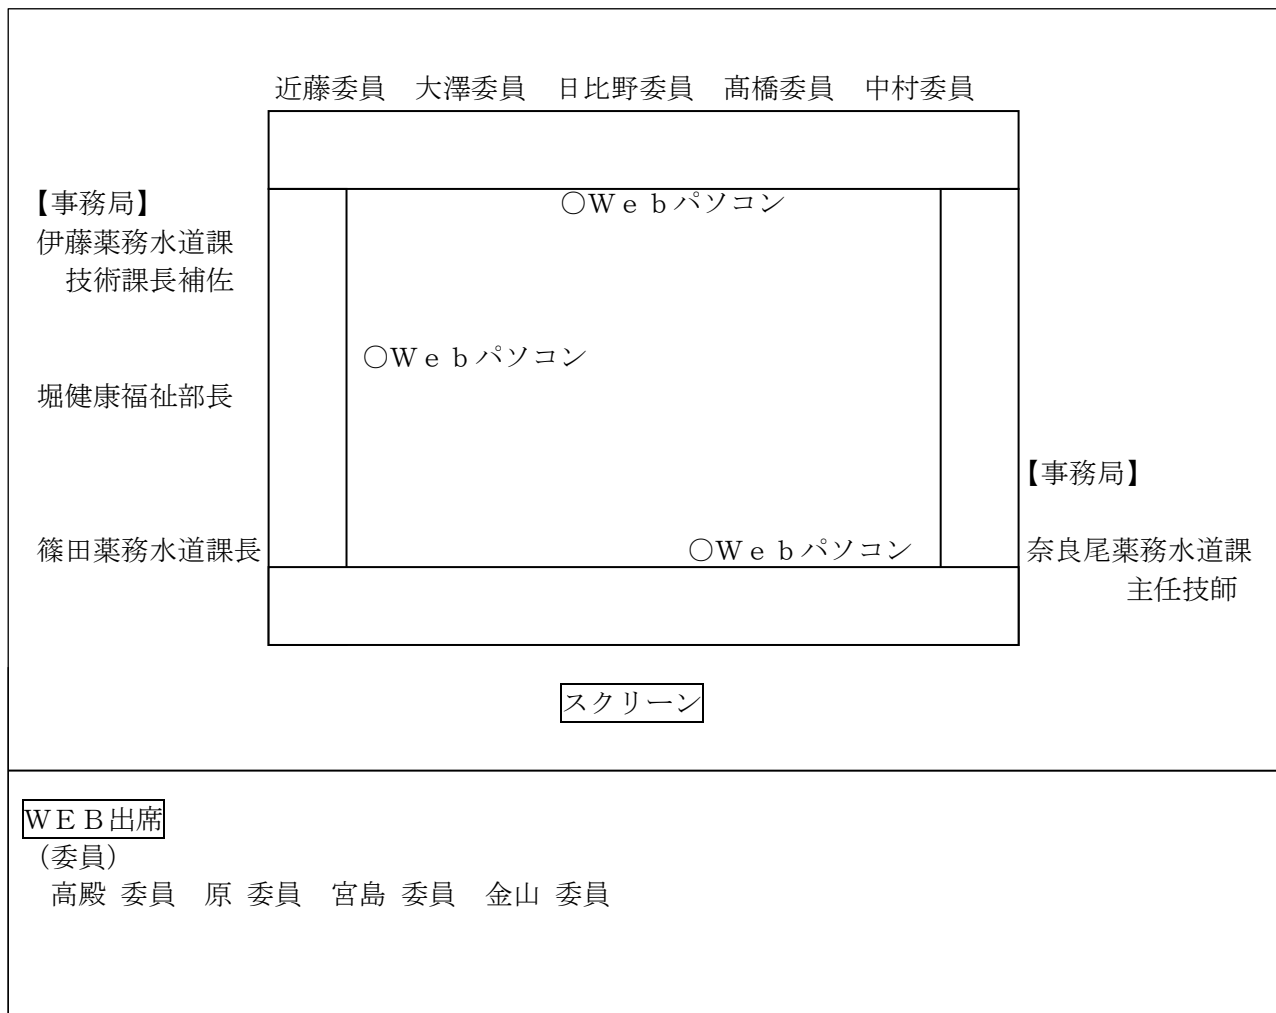 近藤委員　大澤委員　日比野委員　髙橋委員　中村委員
【事務局】
○Ｗｅｂパソコン
伊藤薬務水道課
技術課長補佐
○Ｗｅｂパソコン
堀健康福祉部長
【事務局】
篠田薬務水道課長
○Ｗｅｂパソコン
奈良尾薬務水道課
主任技師
スクリーン
ＷＥＢ出席
（委員）
高殿 委員　原 委員　宮島 委員　金山 委員